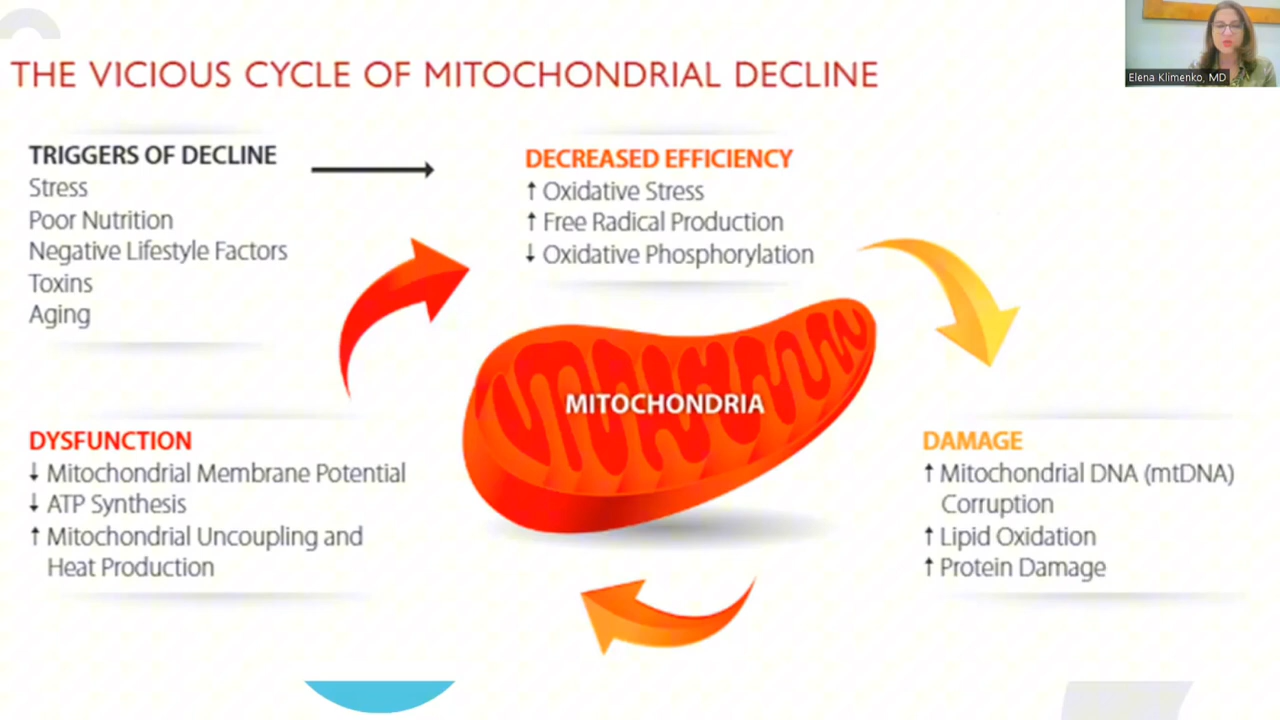 THE VICIOUS CYCLE OF MITOCHONDRIAL DECLINE
Elena Klimenko, MD
TRIGGERS OF DECLINE
Stress
Poor Nutrition
Negative Lifestyle Factors
Toxins
Aging
DECREASED EFFICIENCY
↑ Oxidative Stress
↑ Free Radical Production
↓ Oxidative Phosphorylation
MITOCHONDRIA
DYSFUNCTION
↓ Mitochondrial Membrane Potential
↓ ATP Synthesis
↑ Mitochondrial Uncoupling and
Heat Production
DAMAGE
↑ Mitochondrial DNA (mtDNA)
Corruption
↑ Lipid Oxidation
↑ Protein Damage